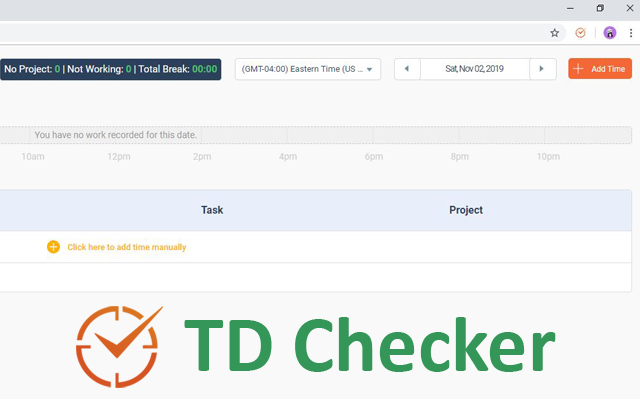 No Project: 0 | Not Working: 0 | Total Break: 00:00
(GMT-04:00) Eastern Time (US ...
Sat, Nov 02, 2019
Add Time
You have no work recorded for this date.
10am 12pm 2pm 4pm 6pm 8pm 10pm
Task Project
Click here to add time manually
TD Checker